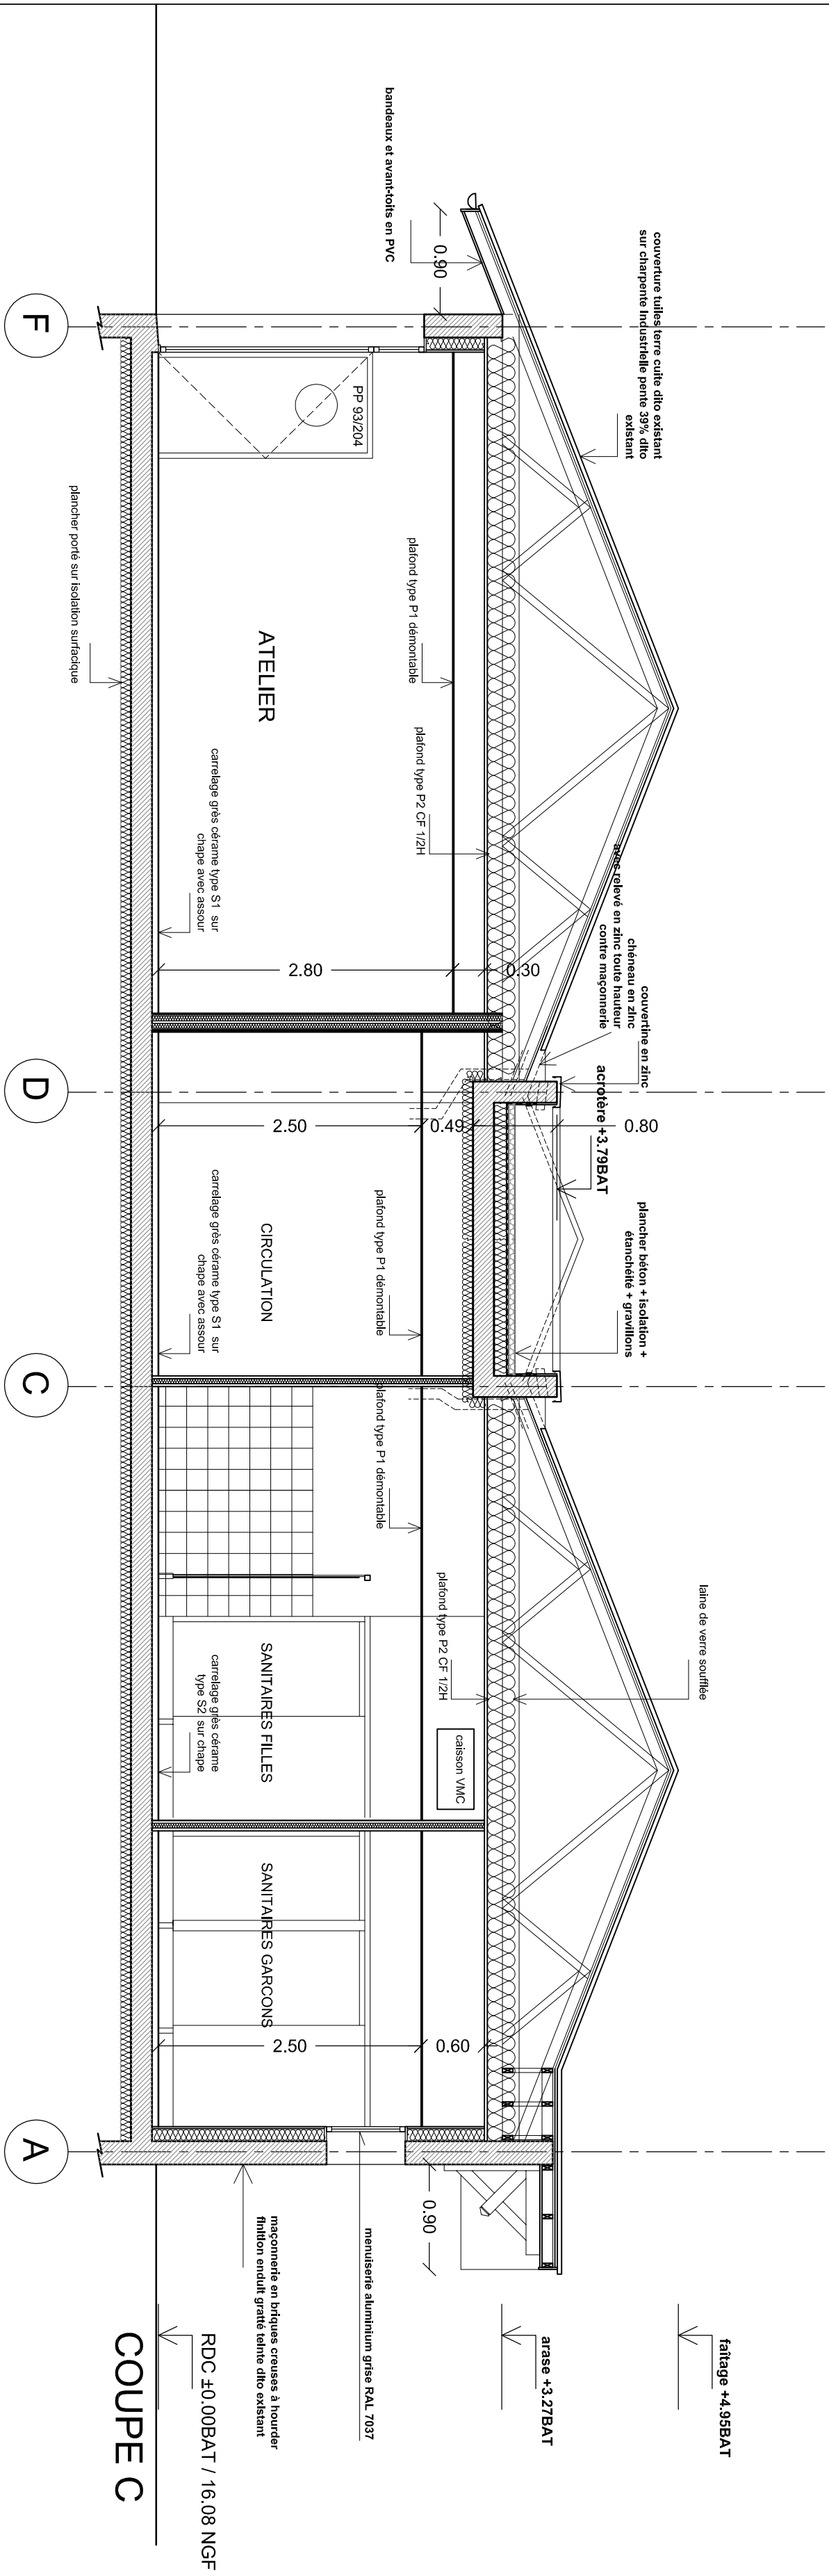 bandeaux et avant-toits en PVC
0.90
couverture tuiles terre cuite dito existant
sur charpente industrielle pente 39% dito
existant
F
PP 93/204
plancher porté sur isolation surfacique
ATELIER
plafond type P1 démontable
plafond type P2 CF 1/2H
carrelage grès cérame type S1 sur
chape avec assour
2.80
0.30
couvertine en zinc
chéneau en zinc
avec relevé en zinc toute hauteur
contre maçonnerie
acrotère +3.79BAT
D
2.50
0.49
0.80
plancher béton + isolation +
étanchéité + gravillons
plafond type P1 démontable
CIRCULATION
carrelage grès cérame type S1 sur
chape avec assour
C
plafond type P1 démontable
plafond type P2 CF 1/2H
laine de verre soufflée
SANITAIRES FILLES
carrelage grès cérame
type S2 sur chape
caisson VMC
SANITAIRES GARCONS
2.50
0.60
A
0.90
maçonnerie en briques creuses à hourder
finition enduit gratté teinte dito existant
menuiserie aluminium grise RAL 7037
faîtage +4.95BAT
arase +3.27BAT
RDC ±0.00BAT / 16.08 NGF
COUPE C